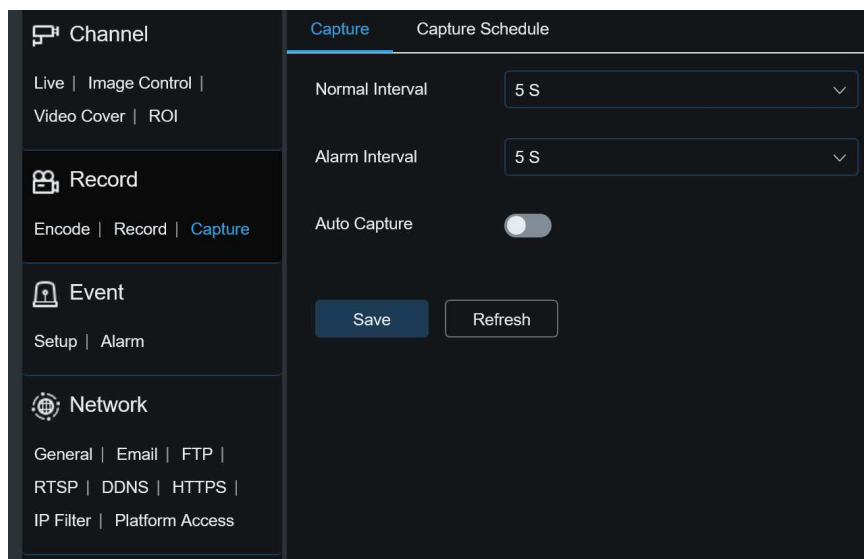 Channel
Live | Image Control |
Video Cover | ROI
Record
Encode | Record | Capture
Event
Setup | Alarm
Network
General | Email | FTP |
RTSP | DDNS | HTTPS |
IP Filter | Platform Access
Capture Capture Schedule
Normal Interval 5 S
Alarm Interval 5 S
Auto Capture
Save Refresh